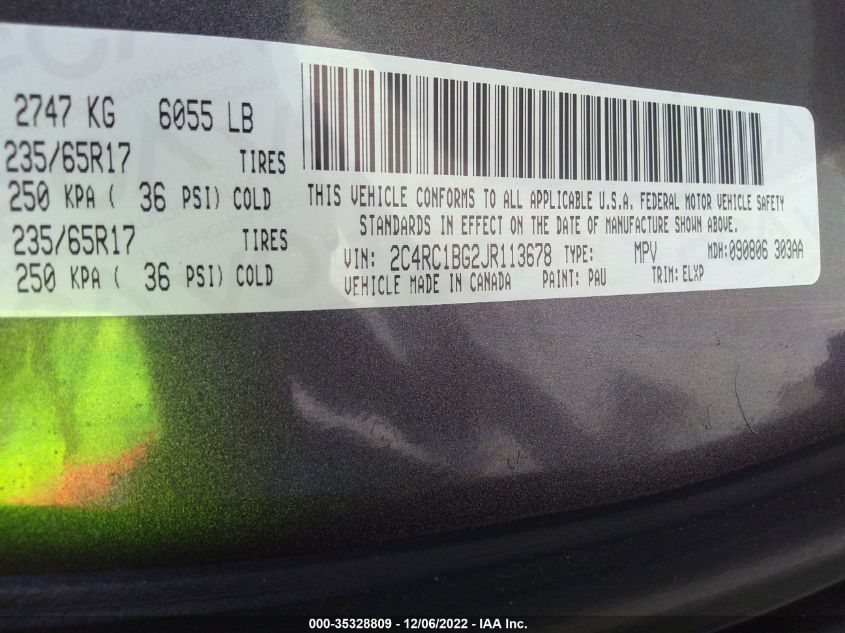 2747 KG 6055 LB
235/65R17 TIRES
250 KPA ( 36 PSI) COLD
235/65R17 TIRES
250 KPA ( 36 PSI) COLD
THIS VEHICLE CONFORMS TO ALL APPLICABLE U.S.A. FEDERAL MOTOR VEHICLE SAFETY
STANDARDS IN EFFECT ON THE DATE OF MANUFACTURE SHOWN ABOVE.
VIN: 2C4RC1BG2JR113678 TYPE: MPV MDH:090806 303AA
VEHICLE MADE IN CANADA PAINT: PAU TRIM: ELXP
000-35328809 - 12/06/2022 - IAA Inc.